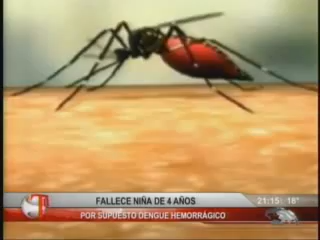 FALLECE NIÑA DE 4 AÑOS
21:15 18°
POR SUPUESTO DENGUE HEMORRÁGICO